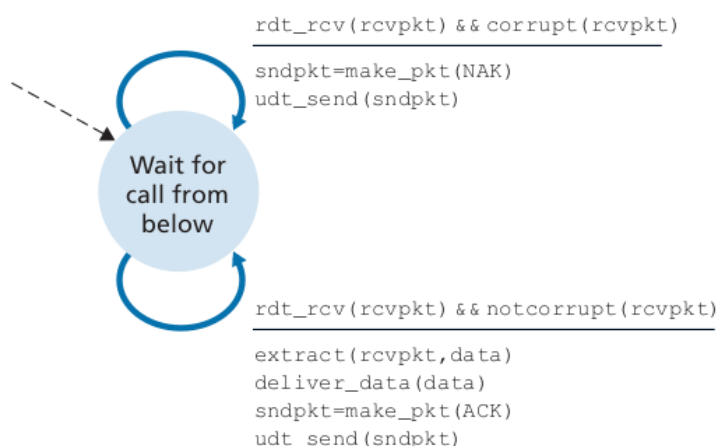 rdt_rcv(rcvpkt) && corrupt(rcvpkt)
sndpkt=make_pkt(NAK)
udt_send(sndpkt)
Wait for
call from
below
rdt_rcv(rcvpkt) && notcorrupt(rcvpkt)
extract(rcvpkt,data)
deliver_data(data)
sndpkt=make_pkt(ACK)
udt_send(sndpkt)